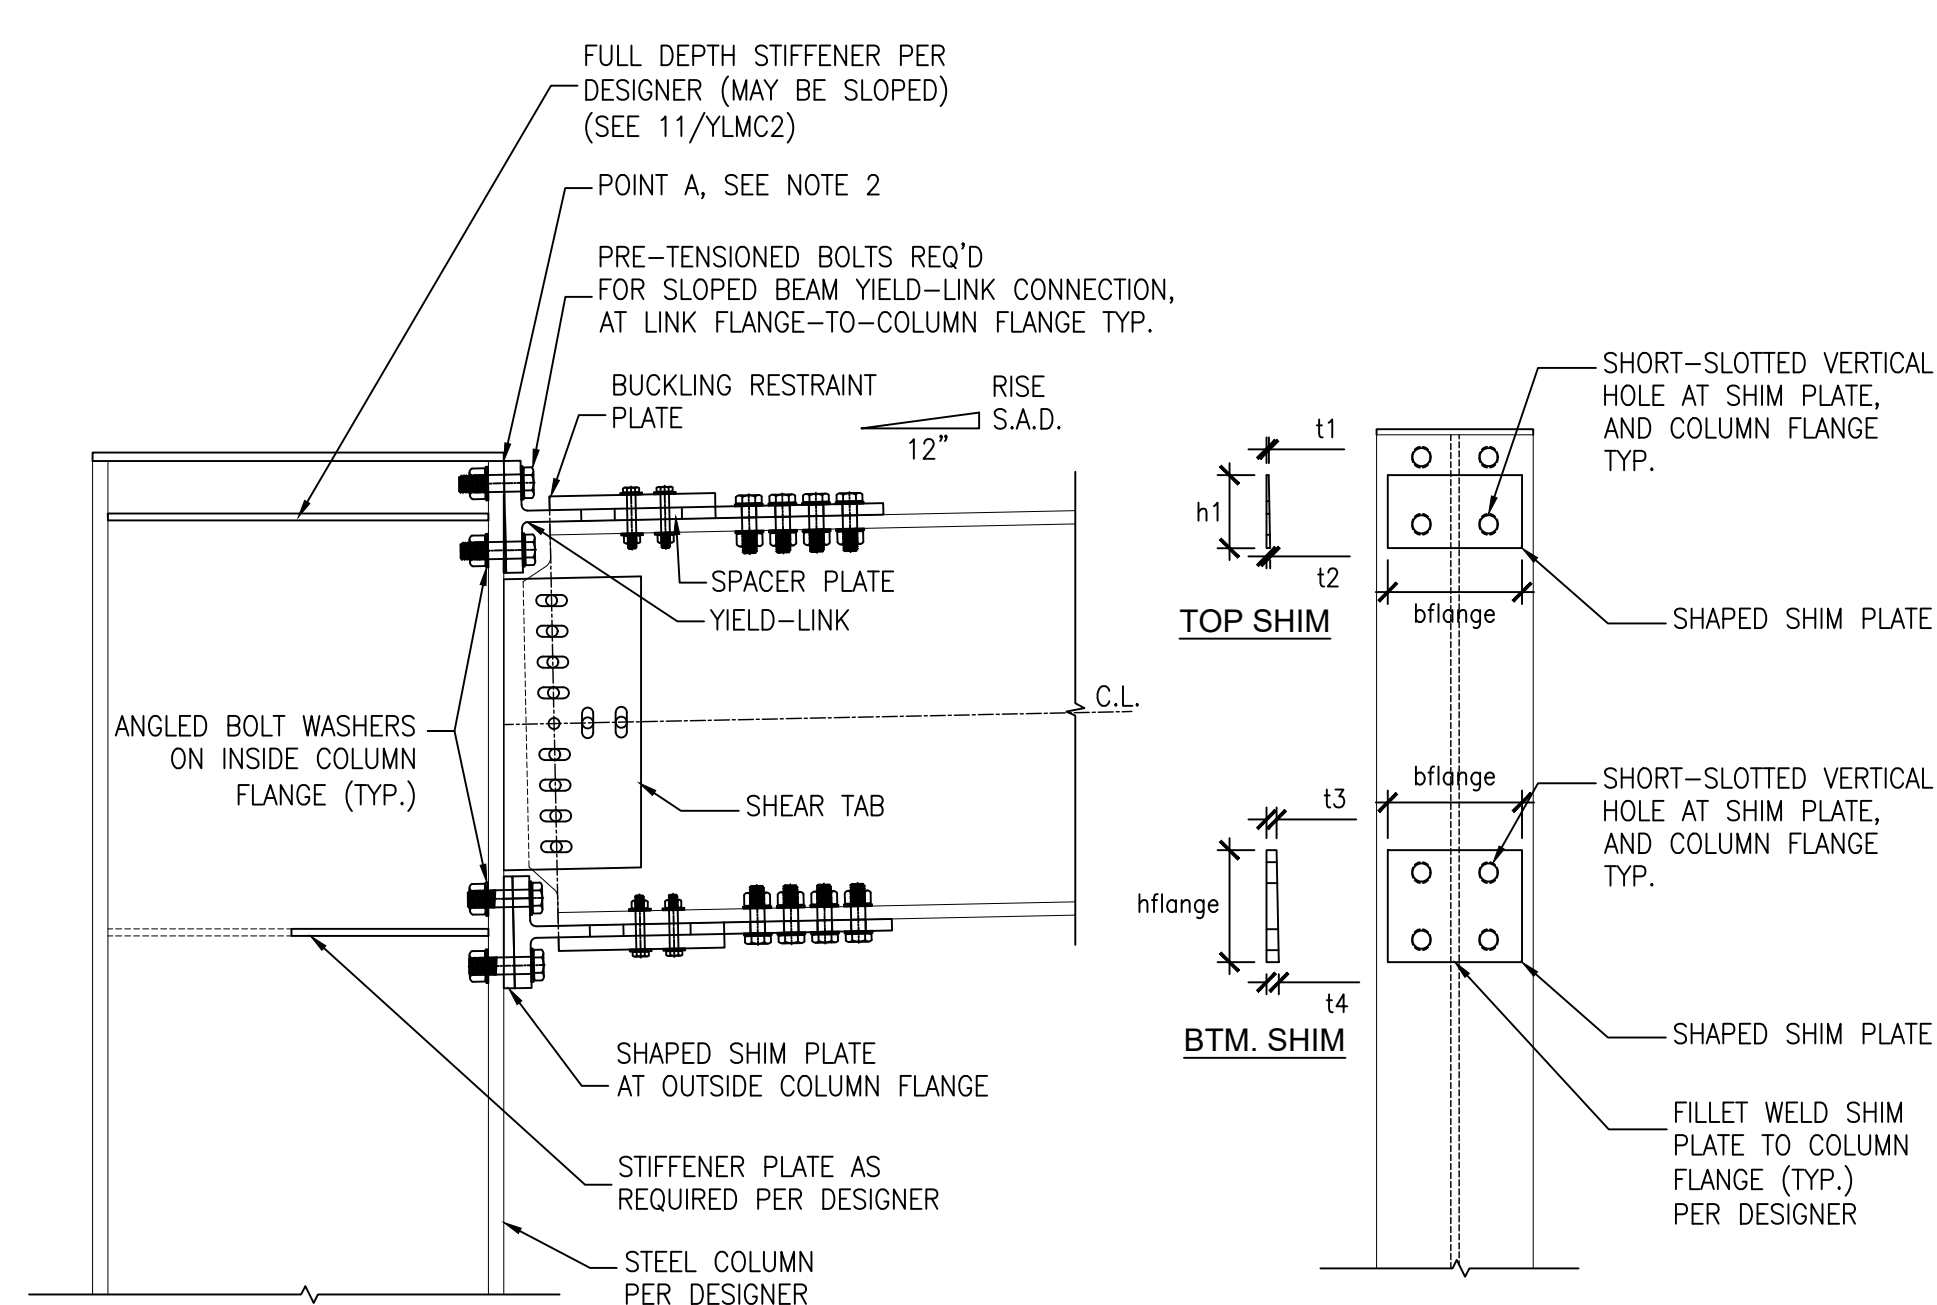 FULL DEPTH STIFFENER PER
DESIGNER (MAY BE SLOPED)
(SEE 11/YLMC2)
POINT A, SEE NOTE 2
PRE-TENSIONED BOLTS REQ'D
FOR SLOPED BEAM YIELD-LINK CONNECTION,
AT LINK FLANGE-TO-COLUMN FLANGE TYP.
BUCKLING RESTRAINT
PLATE
RISE
S.A.D.
12"
SPACER PLATE
YIELD-LINK
C.L.
ANGLED BOLT WASHERS
ON INSIDE COLUMN
FLANGE (TYP.)
SHEAR TAB
SHAPED SHIM PLATE
AT OUTSIDE COLUMN FLANGE
STIFFENER PLATE AS
REQUIRED PER DESIGNER
STEEL COLUMN
PER DESIGNER
t1
h1
t2
TOP SHIM
bflange
SHORT-SLOTTED VERTICAL
HOLE AT SHIM PLATE,
AND COLUMN FLANGE
TYP.
SHAPED SHIM PLATE
bflange
t3
hflange
t4
BTM. SHIM
SHORT-SLOTTED VERTICAL
HOLE AT SHIM PLATE,
AND COLUMN FLANGE
TYP.
SHAPED SHIM PLATE
FILLET WELD SHIM
PLATE TO COLUMN
FLANGE (TYP.)
PER DESIGNER